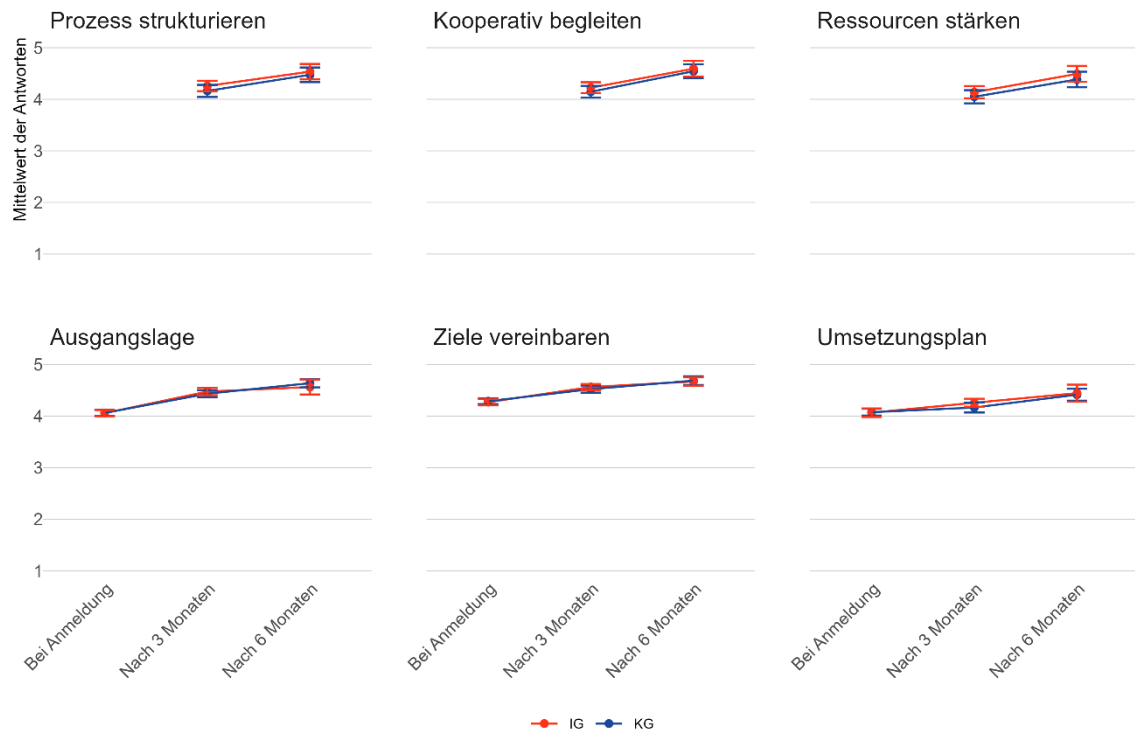 Prozess strukturieren
Kooperativ begleiten
Ressourcen stärken
Mittelwert der Antworten
5
4
3
2
1
Ausgangslage
Ziele vereinbaren
Umsetzungsplan
5
4
3
2
1
Bei Anmeldung
Nach 3 Monaten
Nach 6 Monaten
Bei Anmeldung
Nach 3 Monaten
Nach 6 Monaten
Bei Anmeldung
Nach 3 Monaten
Nach 6 Monaten
IG KG